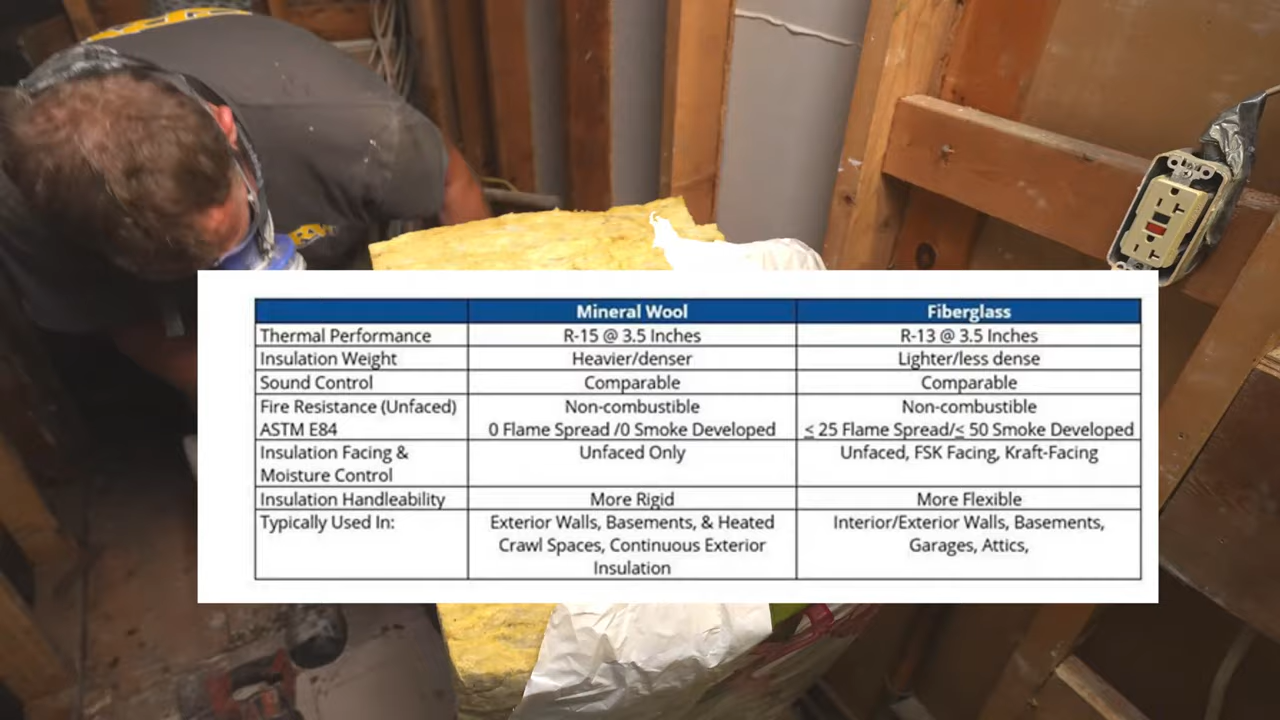 Mineral Wool Fiberglass
Thermal Performance R-15 @ 3.5 Inches R-13 @ 3.5 Inches
Insulation Weight Heavier/denser Lighter/less dense
Sound Control Comparable Comparable
Fire Resistance (Unfaced) Non-combustible Non-combustible
ASTM E84 0 Flame Spread /0 Smoke Developed ≤ 25 Flame Spread/≤ 50 Smoke Developed
Insulation Facing & Unfaced Only Unfaced, FSK Facing, Kraft-Facing
Moisture Control
Insulation Handleability More Rigid More Flexible
Typically Used In: Exterior Walls, Basements, & Heated Interior/Exterior Walls, Basements,
Crawl Spaces, Continuous Exterior Garages, Attics,
Insulation